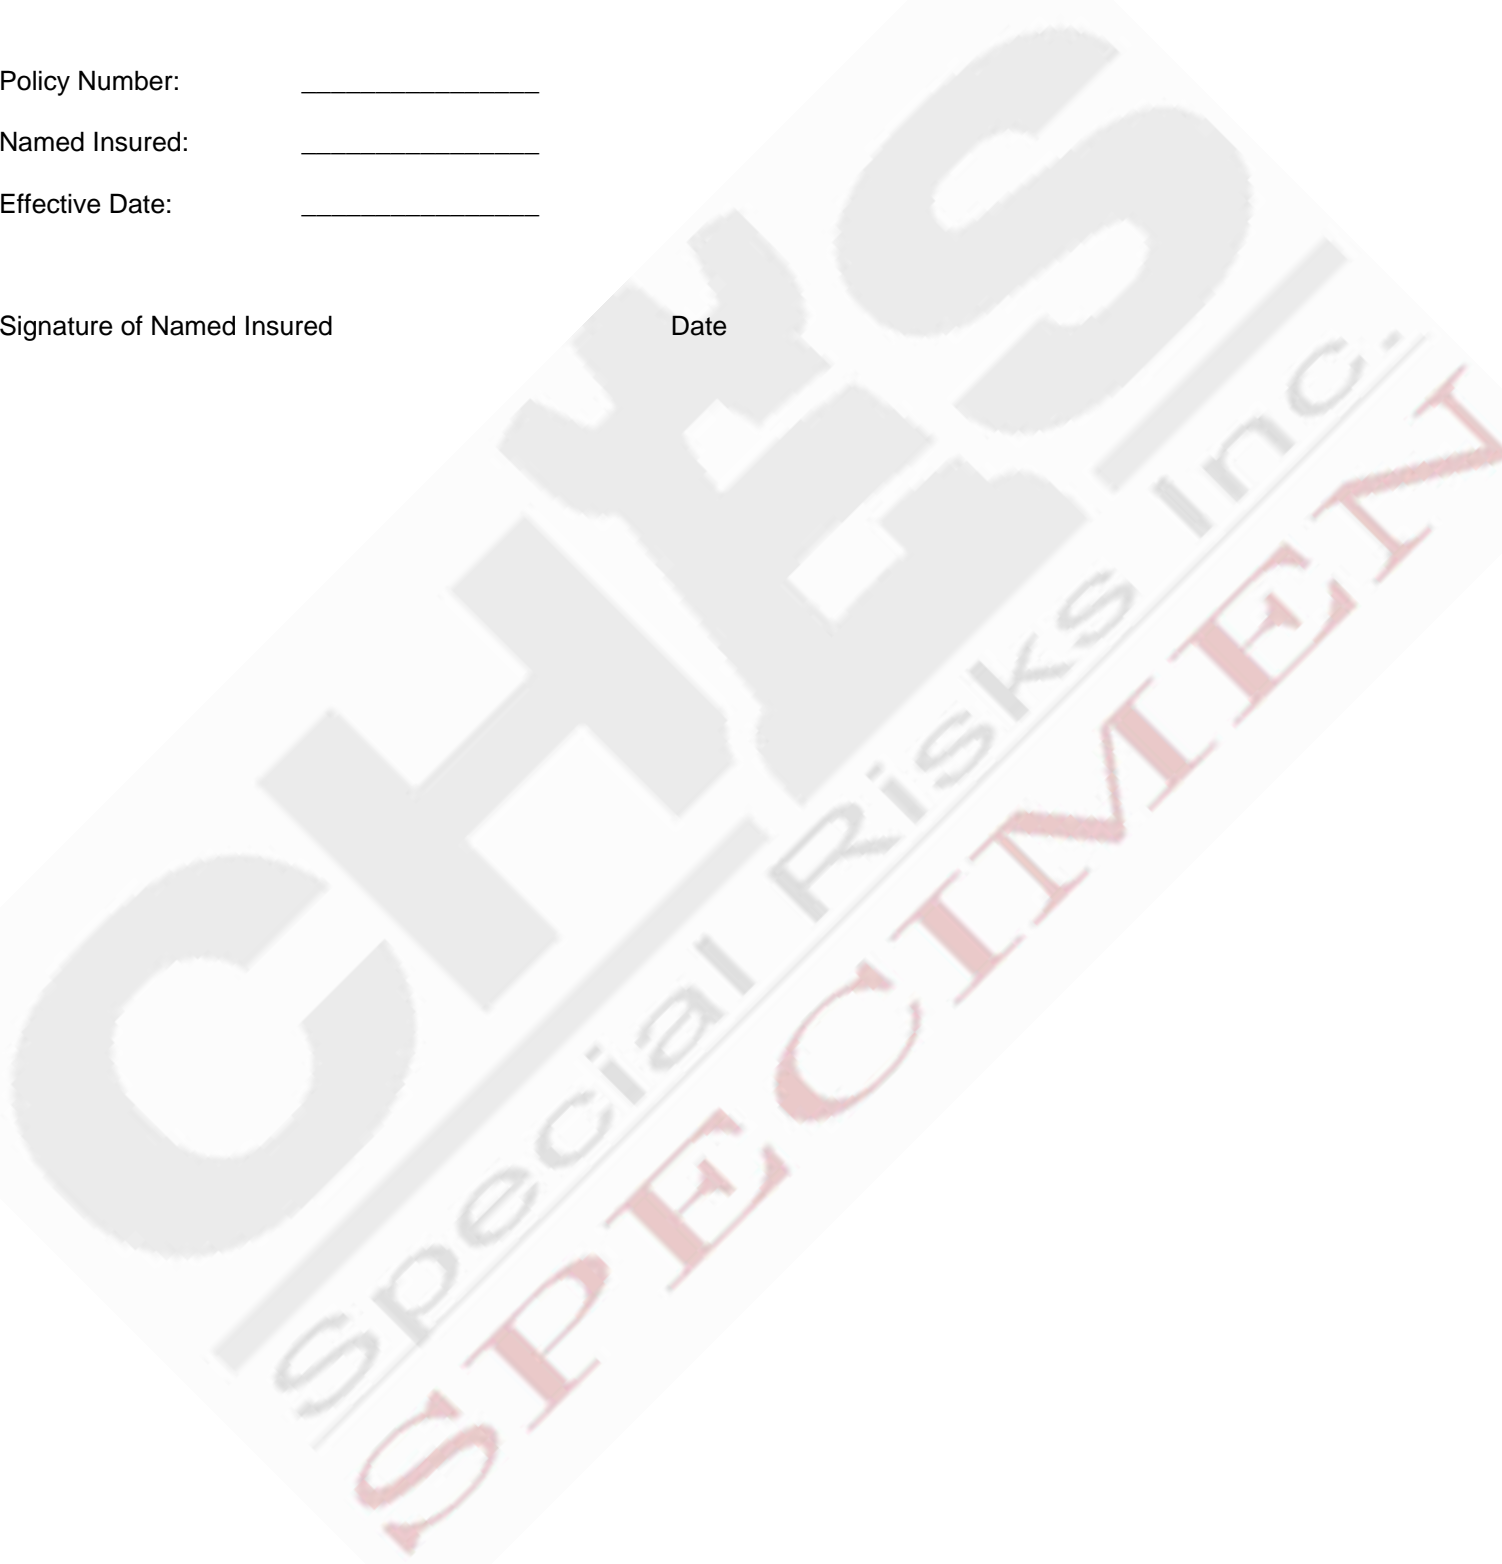 Policy Number: ________________
Named Insured: ________________
Effective Date: ________________
Signature of Named Insured Date
CHES
Special Risks Inc.
SPECIMEN